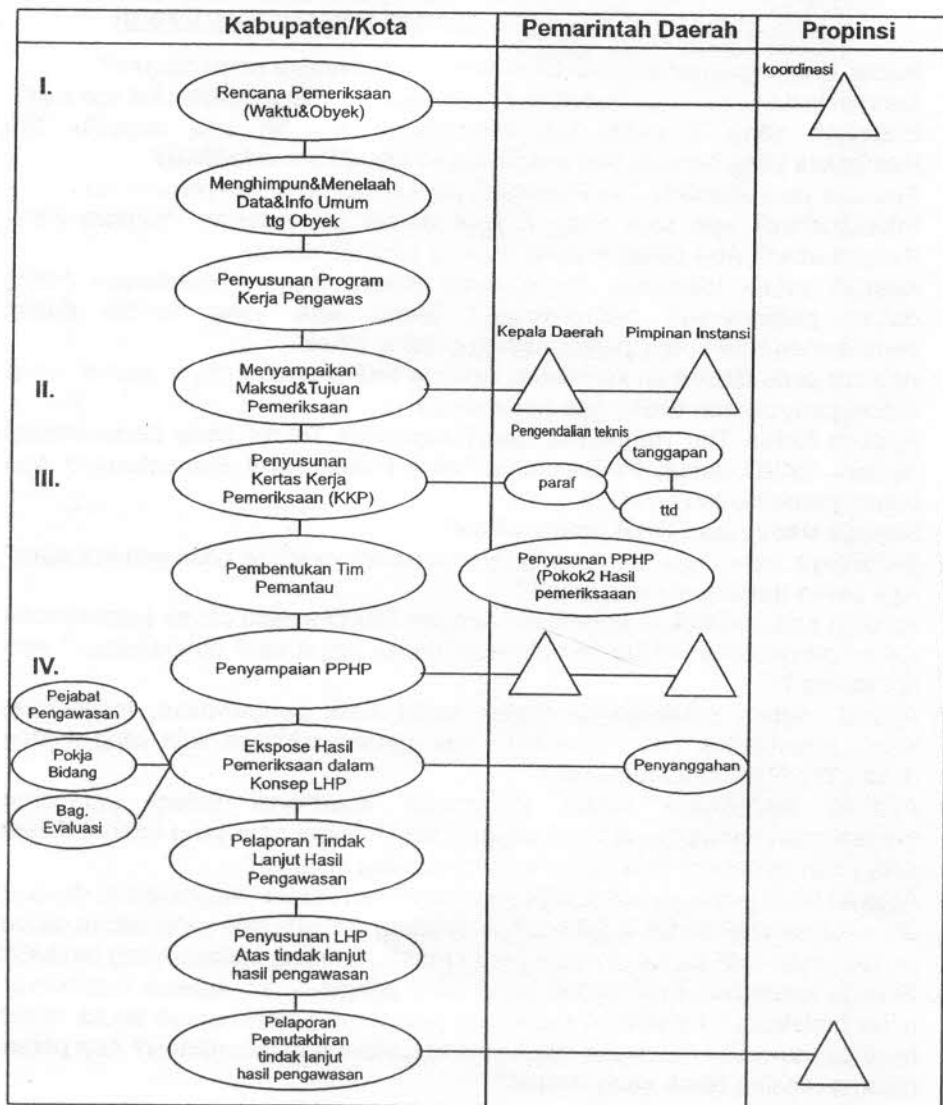 Kabupaten/Kota
Pemarintah Daerah
Propinsi
I.
Rencana Pemeriksaan
(Waktu&Obyek)
koordinasi
Menghimpun&Menelaah
Data&Info Umum
ttg Obyek
Penyusunan Program
Kerja Pengawas
Kepala Daerah
Pimpinan Instansi
II.
Menyampaikan
Maksud&Tujuan
Pemeriksaan
Pengendalian teknis
III.
Penyusunan
Kertas Kerja
Pemeriksaan (KKP)
paraf
tanggapan
ttd
Pembentukan Tim
Pemantau
Penyusunan PPHP
(Pokok2 Hasil
pemeriksaaan)
IV.
Penyampaian PPHP
Pejabat
Pengawasan
Pokja
Bidang
Bag.
Evaluasi
Ekspose Hasil
Pemeriksaan dalam
Konsep LHP
Penyanggahan
Pelaporan Tindak
Lanjut Hasil
Pengawasan
Penyusunan LHP
Atas tindak lanjut
hasil pengawasan
Pelaporan
Pemutakhiran
tindak lanjut
hasil pengawasan